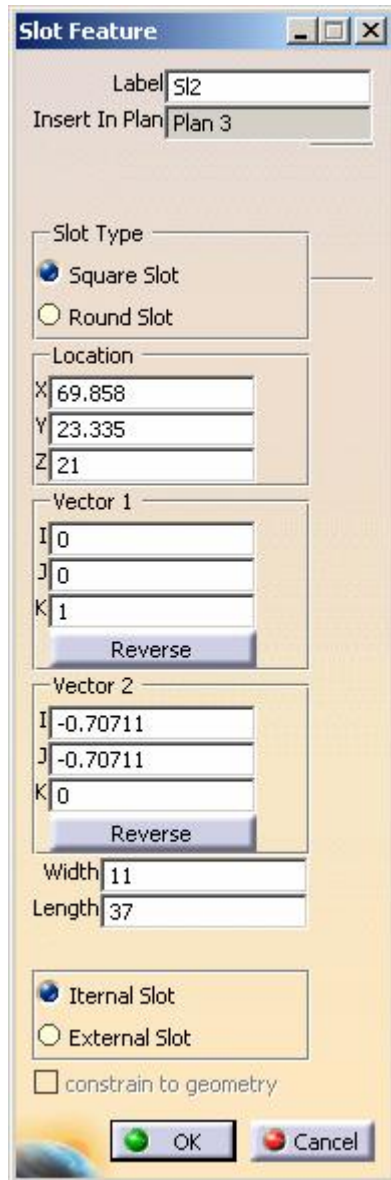 Slot Feature
Label Sl2
Insert In Plan Plan 3
Slot Type
Square Slot
Round Slot
Location
X 69.858
Y 23.335
Z 21
Vector 1
I 0
J 0
K 1
Reverse
Vector 2
I -0.70711
J -0.70711
K 0
Reverse
Width 11
Length 37
Iternal Slot
External Slot
constrain to geometry
OK Cancel